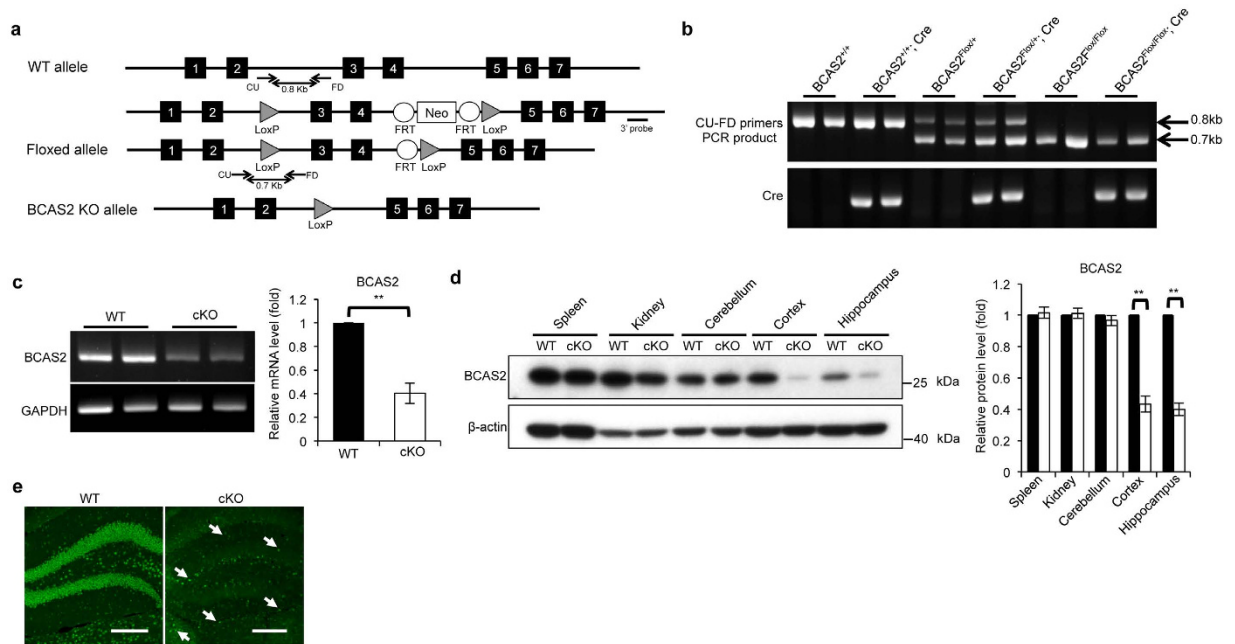 a
WT allele
1 2 3 4 5 6 7
CU 0.8 Kb FD
1 2 3 4 Neo 5 6 7
LoxP FRT FRT LoxP
3' probe
Floxed allele
1 2 3 4 5 6 7
LoxP FRT LoxP
CU 0.7 Kb FD
BCAS2 KO allele
1 2 5 6 7
LoxP
b
BCAS2+/+ BCAS2+/+; Cre BCAS2Flox/+ BCAS2Flox/+; Cre BCAS2Flox/Flox BCAS2Flox/Flox; Cre
CU-FD primers
PCR product
0.8kb
0.7kb
Cre
c
WT cKO
BCAS2
GAPDH
BCAS2
**
Relative mRNA level (fold)
1.2
1
0.8
0.6
0.4
0.2
0
WT cKO
d
Spleen Kidney Cerebellum Cortex Hippocampus
WT cKO WT cKO WT cKO WT cKO WT cKO
BCAS2
25 kDa
β-actin
40 kDa
BCAS2
** **
Relative protein level (fold)
1.2
1
0.8
0.6
0.4
0.2
0
Spleen Kidney Cerebellum Cortex Hippocampus
e
WT cKO